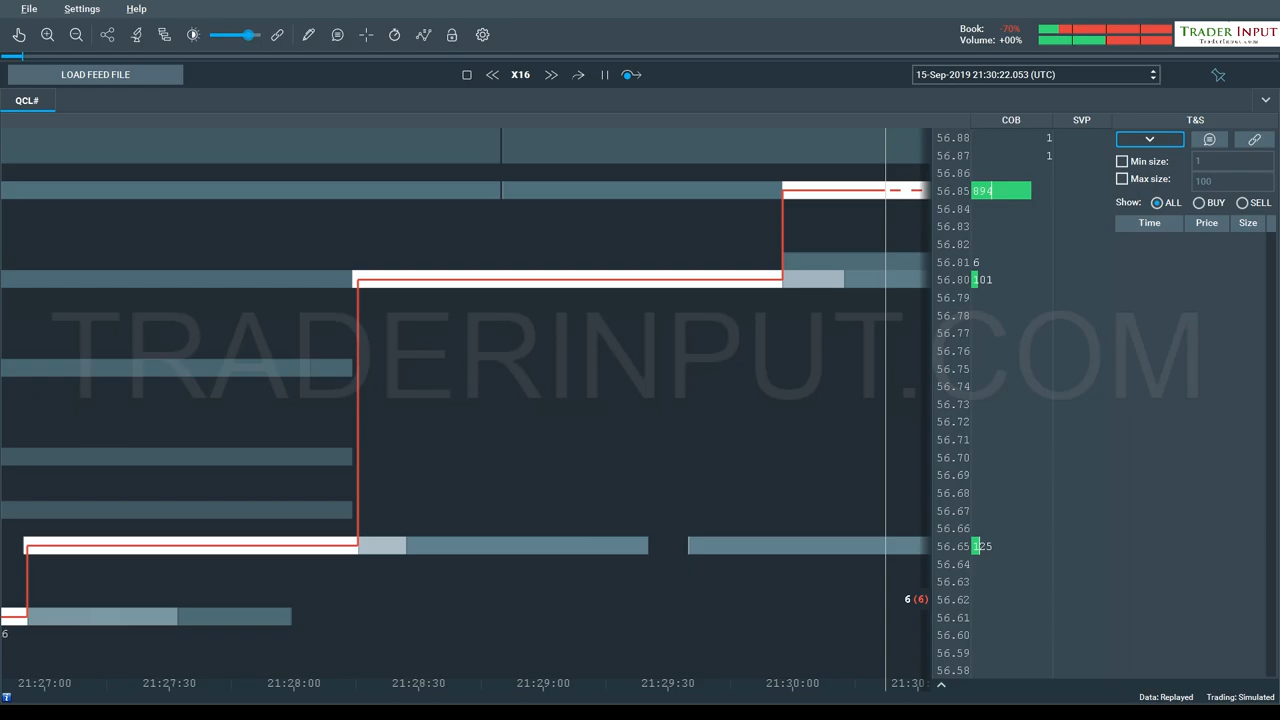 File Settings Help
Book: -70%
Volume: +00%
TRADER INPUT
TraderInput.com
LOAD FEED FILE
X16
15-Sep-2019 21:30:22.053 (UTC)
QCL#
COB SVP T&S
56.88 1
56.87 1
56.86
56.85 894
56.84
56.83
56.82
56.81 6
56.80 101
56.79
56.78
56.77
56.76
56.75
56.74
56.73
56.72
56.71
56.70
56.69
56.68
56.67
56.66
56.65 125
56.64
56.63
56.62
56.61
56.60
56.59
56.58
Min size: 1
Max size: 100
Show: ALL BUY SELL
Time Price Size
TRADERINPUT.COM
6 (6)
6
21:27:00 21:27:30 21:28:00 21:28:30 21:29:00 21:29:30 21:30:00 21:30:
Data: Replayed Trading: Simulated